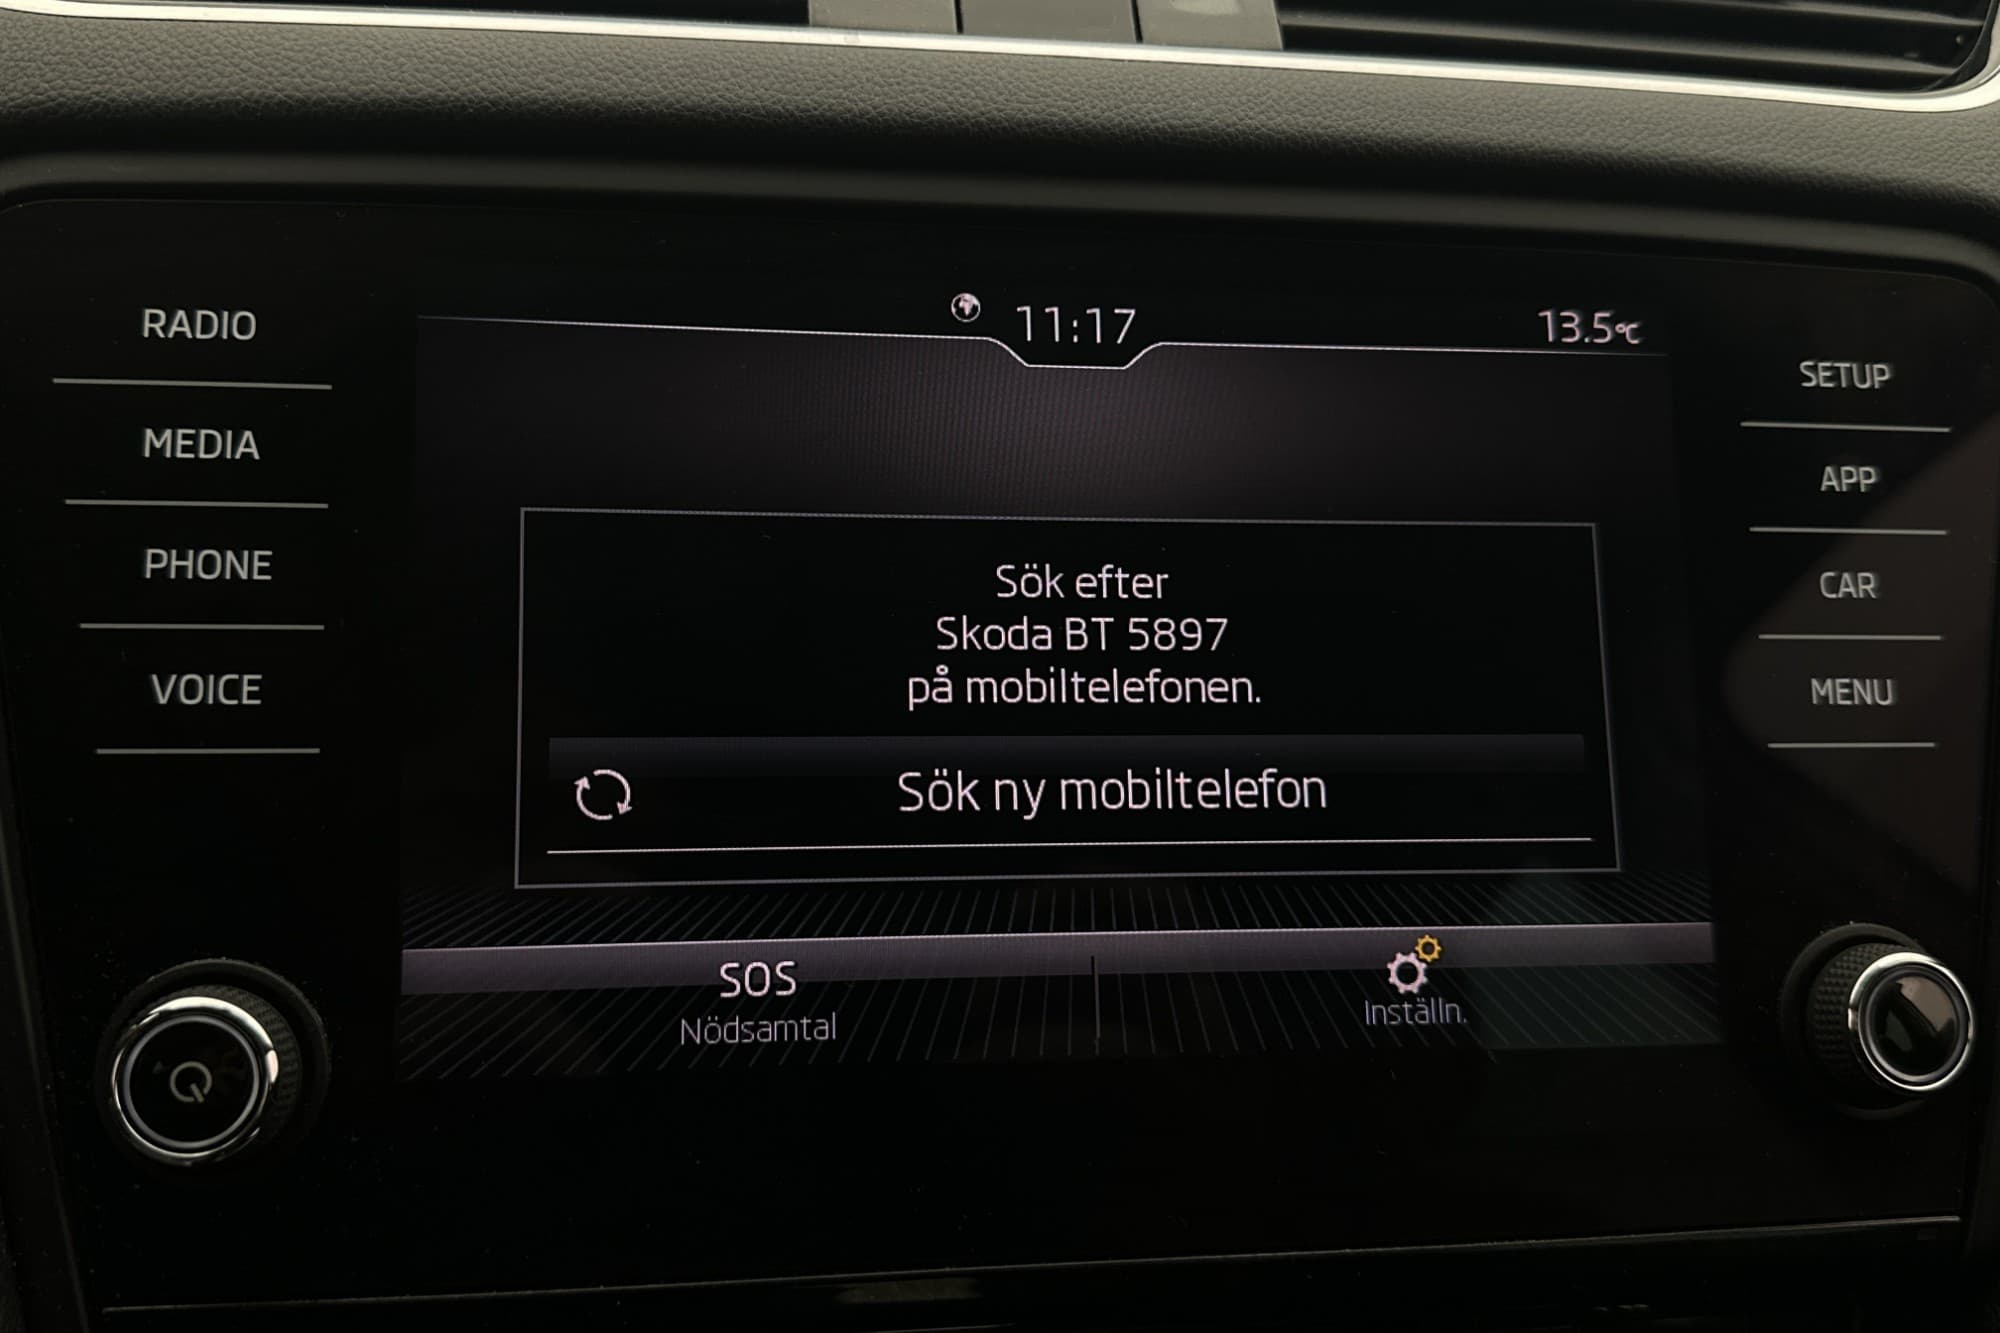 RADIO
MEDIA
PHONE
VOICE
11:17
13.5°C
Sök efter
Skoda BT 5897
på mobiltelefonen.
Sök ny mobiltelefon
SOS
Nödsamtal
Inställn.
SETUP
APP
CAR
MENU